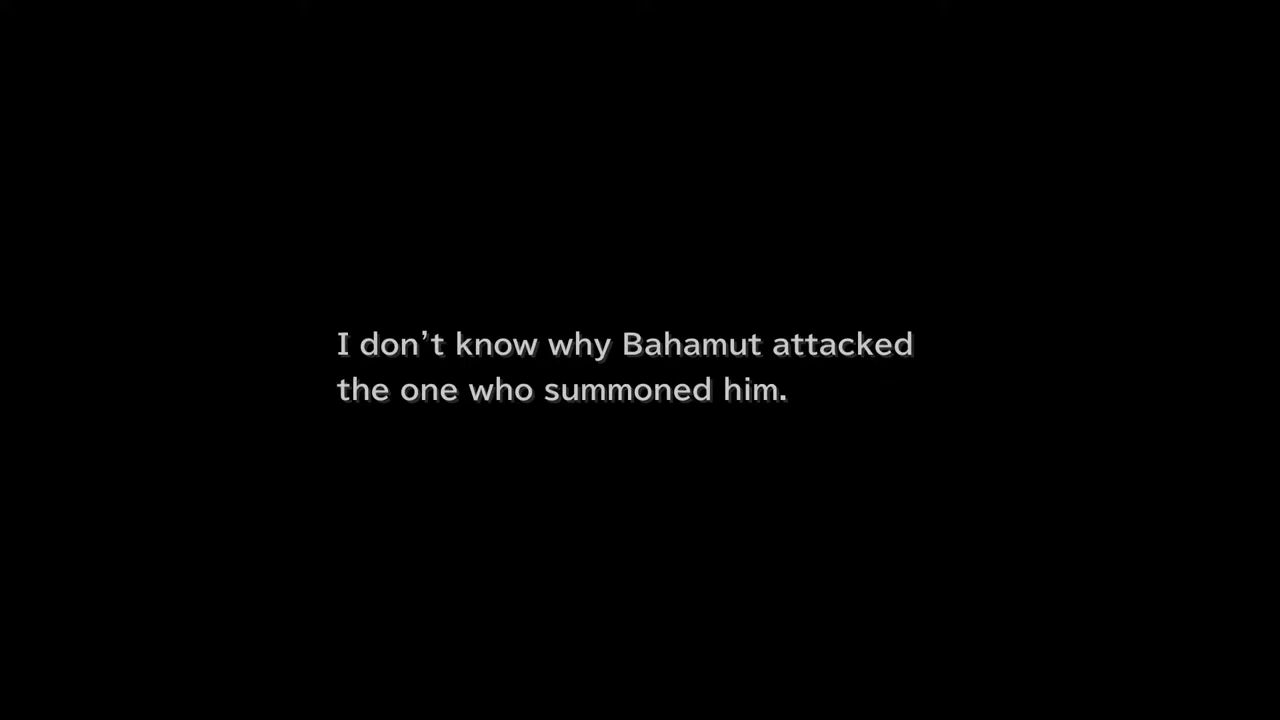 I don’t know why Bahamut attacked
the one who summoned him.